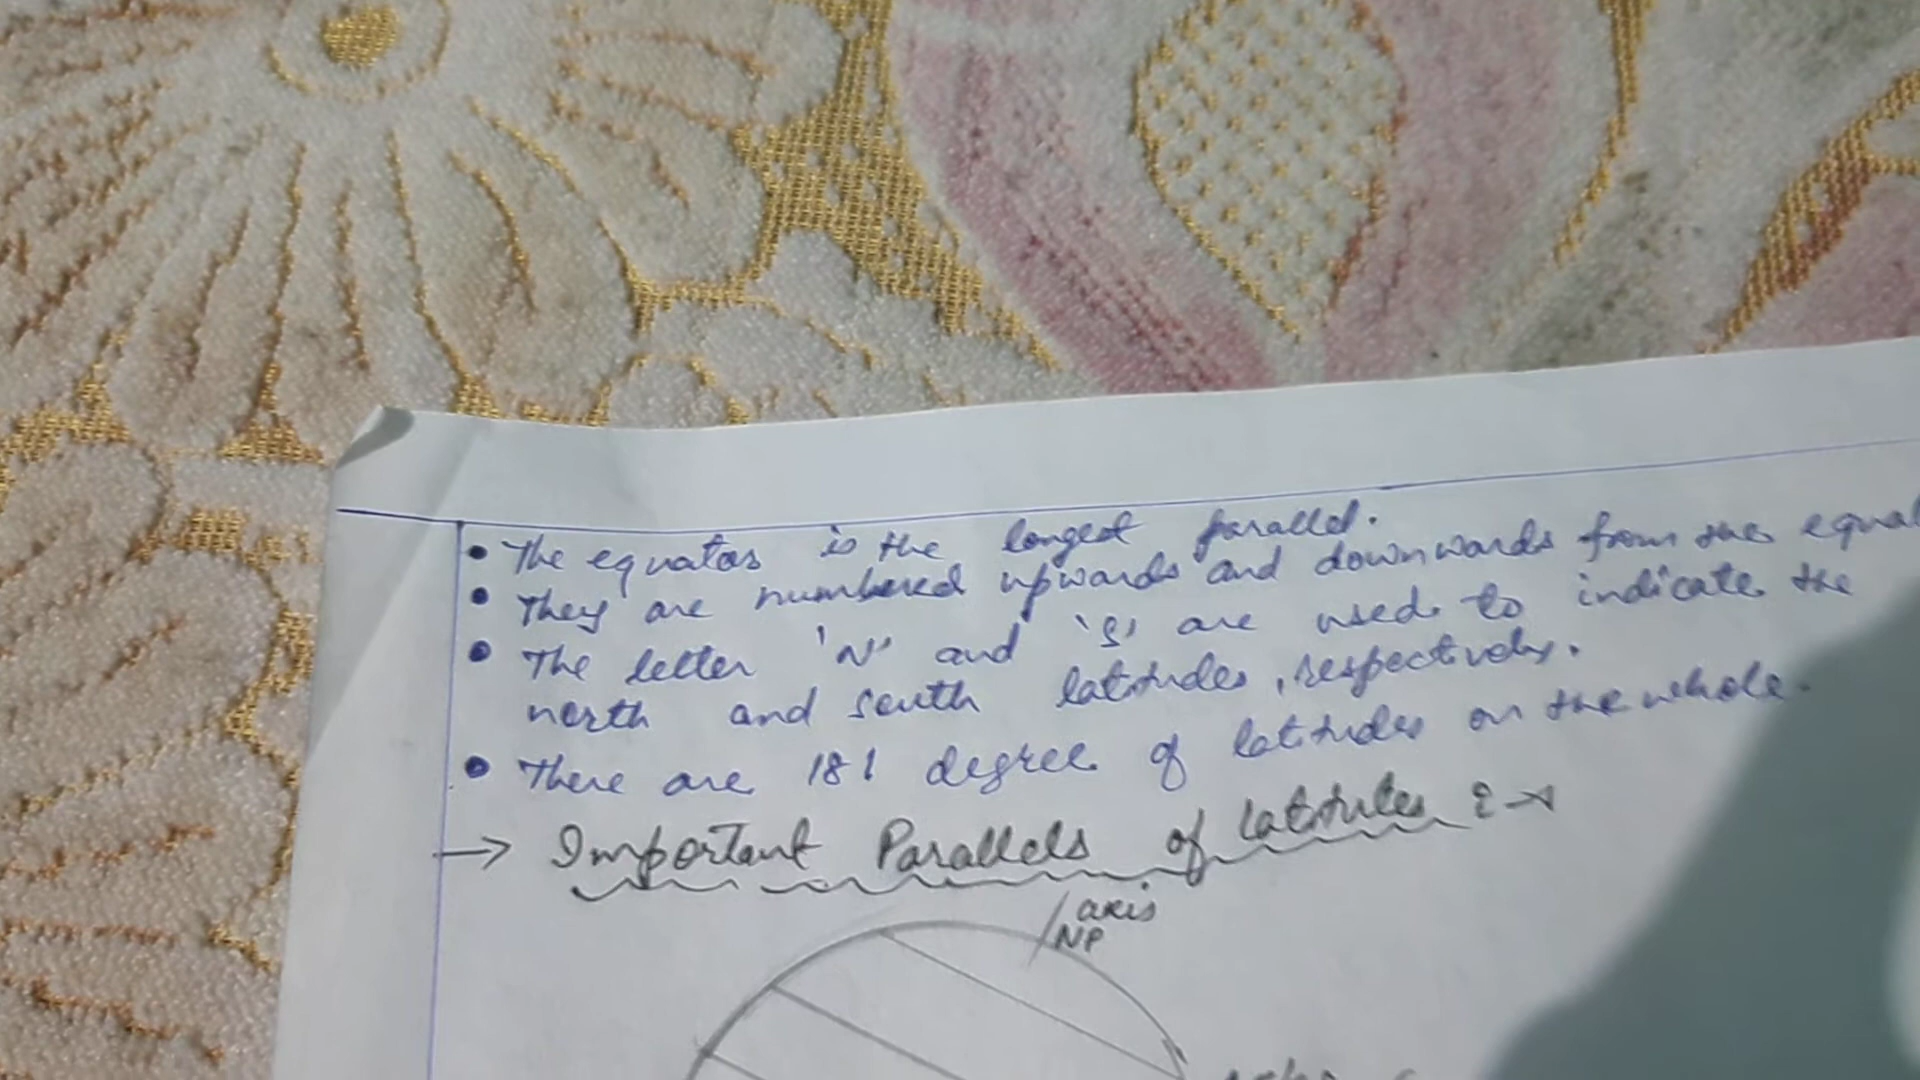 • The equator is the longest parallel.
• They are numbered upwards and downwards from the equat
• The letter 'N' and 'S' are used to indicate the
north and south latitudes, respectively.
• There are 181 degree of latitudes on the whole.
→ Important Parallels of latitudes :→
axis
NP